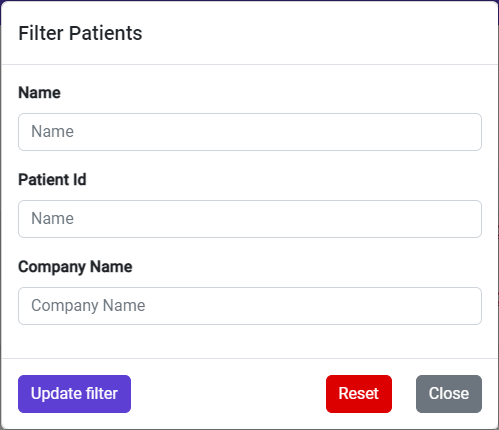 Filter Patients
Name
Name
Patient Id
Name
Company Name
Company Name
Update filter Reset Close